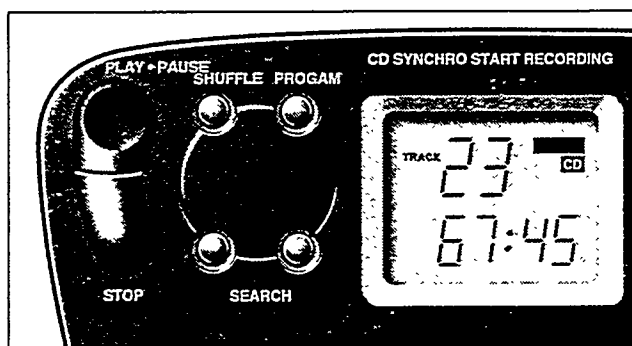 PLAY•PAUSE
SHUFFLE PROGAM
CD SYNCHRO START RECORDING
TRACK 23
CD
67:45
STOP
SEARCH